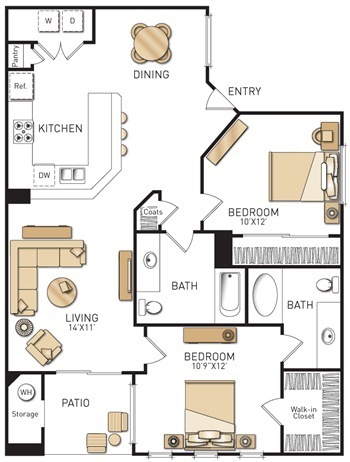 W
D
Pantry
DINING
Ref.
ENTRY
KITCHEN
DW
Coats
BEDROOM
10'X12'
BATH
BATH
LIVING
14'X11'
BEDROOM
10'9"X12'
WH
Storage
PATIO
Walk-in
Closet